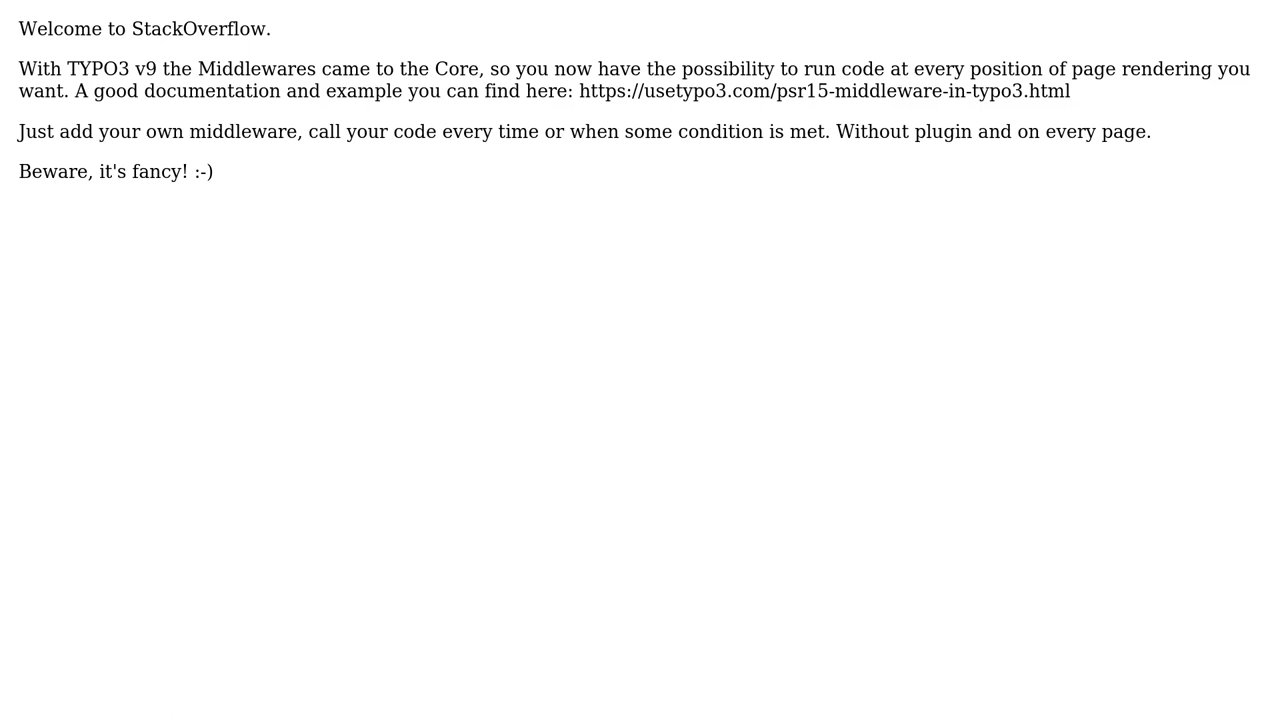 Welcome to StackOverflow.
With TYPO3 v9 the Middlewares came to the Core, so you now have the possibility to run code at every position of page rendering you
want. A good documentation and example you can find here: https://usetypo3.com/psr15-middleware-in-typo3.html
Just add your own middleware, call your code every time or when some condition is met. Without plugin and on every page.
Beware, it's fancy! :-)